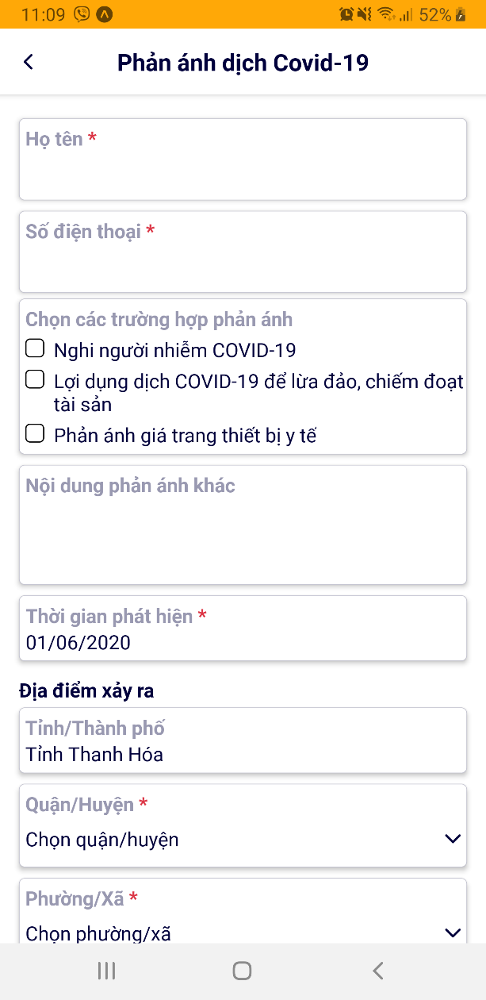 11:09 52%
Phản ánh dịch Covid-19
Họ tên *
Số điện thoại *
Chọn các trường hợp phản ánh
Nghi người nhiễm COVID-19
Lợi dụng dịch COVID-19 để lừa đảo, chiếm đoạt
tài sản
Phản ánh giá trang thiết bị y tế
Nội dung phản ánh khác
Thời gian phát hiện *
01/06/2020
Địa điểm xảy ra
Tỉnh/Thành phố
Tỉnh Thanh Hóa
Quận/Huyện *
Chọn quận/huyện
Phường/Xã *
Chọn phường/xã